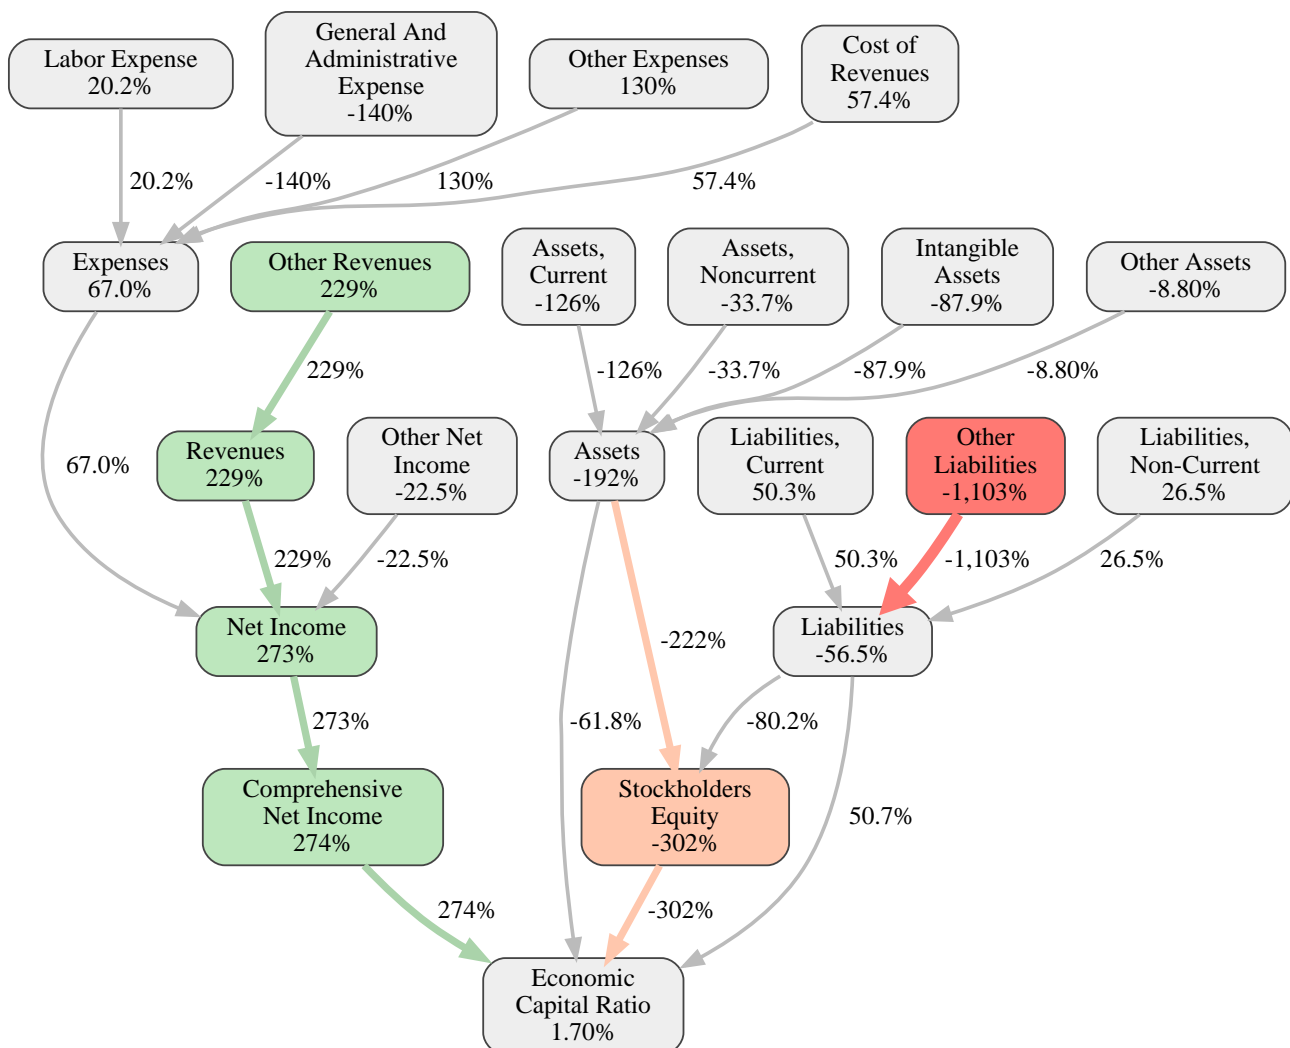 Labor Expense
20.2%
General And
Administrative
Expense
-140%
Other Expenses
130%
Cost of
Revenues
57.4%
20.2%
-140%
130%
57.4%
Expenses
67.0%
Other Revenues
229%
Assets,
Current
-126%
Assets,
Noncurrent
-33.7%
Intangible
Assets
-87.9%
Other Assets
-8.80%
229%
-126%
-33.7%
-87.9%
-8.80%
67.0%
Revenues
229%
Other Net
Income
-22.5%
Assets
-192%
Liabilities,
Current
50.3%
Other
Liabilities
-1,103%
Liabilities,
Non-Current
26.5%
229%
-22.5%
50.3%
-1,103%
26.5%
Net Income
273%
-222%
Liabilities
-56.5%
273%
-61.8%
-80.2%
Comprehensive
Net Income
274%
Stockholders
Equity
-302%
50.7%
274%
-302%
Economic
Capital Ratio
1.70%